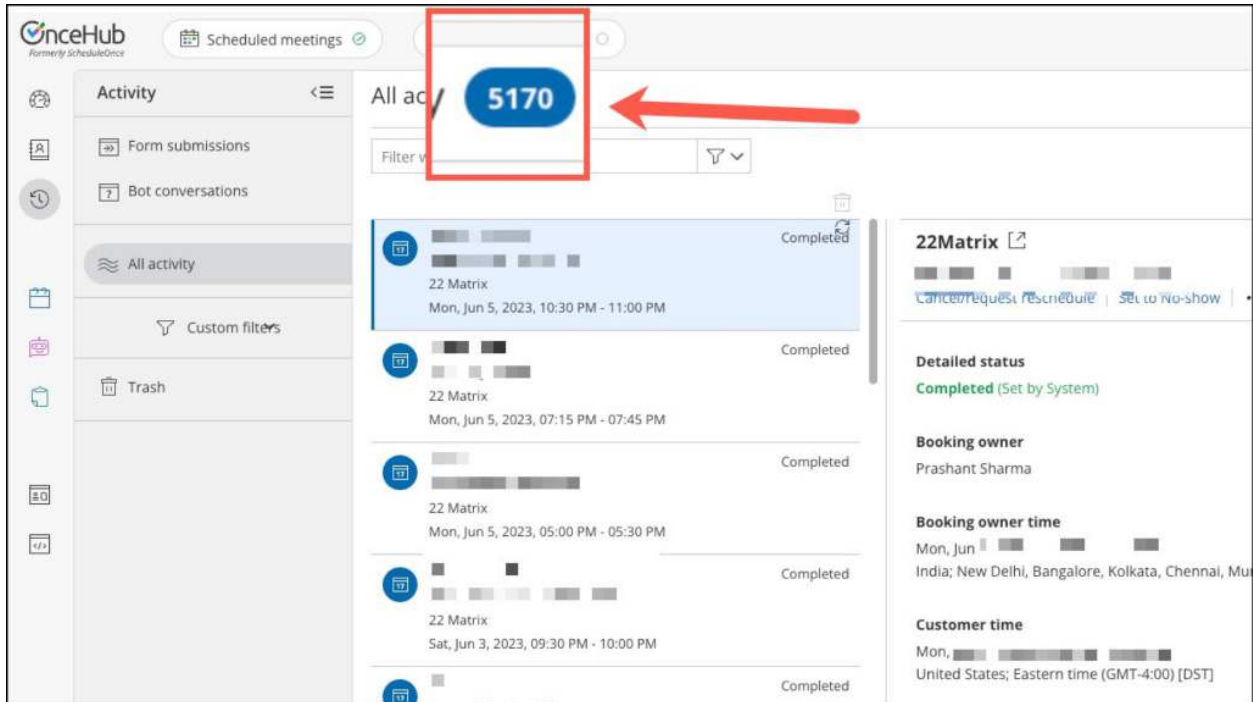 OnceHub
Formerly ScheduleOnce
Scheduled meetings
Activity
Form submissions
Bot conversations
All activity
Custom filters
Trash
All ac
y 5170
Filter w
Completed
22 Matrix
Mon, Jun 5, 2023, 10:30 PM - 11:00 PM
Completed
22 Matrix
Mon, Jun 5, 2023, 07:15 PM - 07:45 PM
Completed
22 Matrix
Mon, Jun 5, 2023, 05:00 PM - 05:30 PM
Completed
22 Matrix
Sat, Jun 3, 2023, 09:30 PM - 10:00 PM
Completed
22Matrix
Cancel/request reschedule | Set to No-show
Detailed status
Completed (Set by System)
Booking owner
Prashant Sharma
Booking owner time
Mon, Jun
India; New Delhi, Bangalore, Kolkata, Chennai, Mu
Customer time
Mon,
United States; Eastern time (GMT-4:00) [DST]